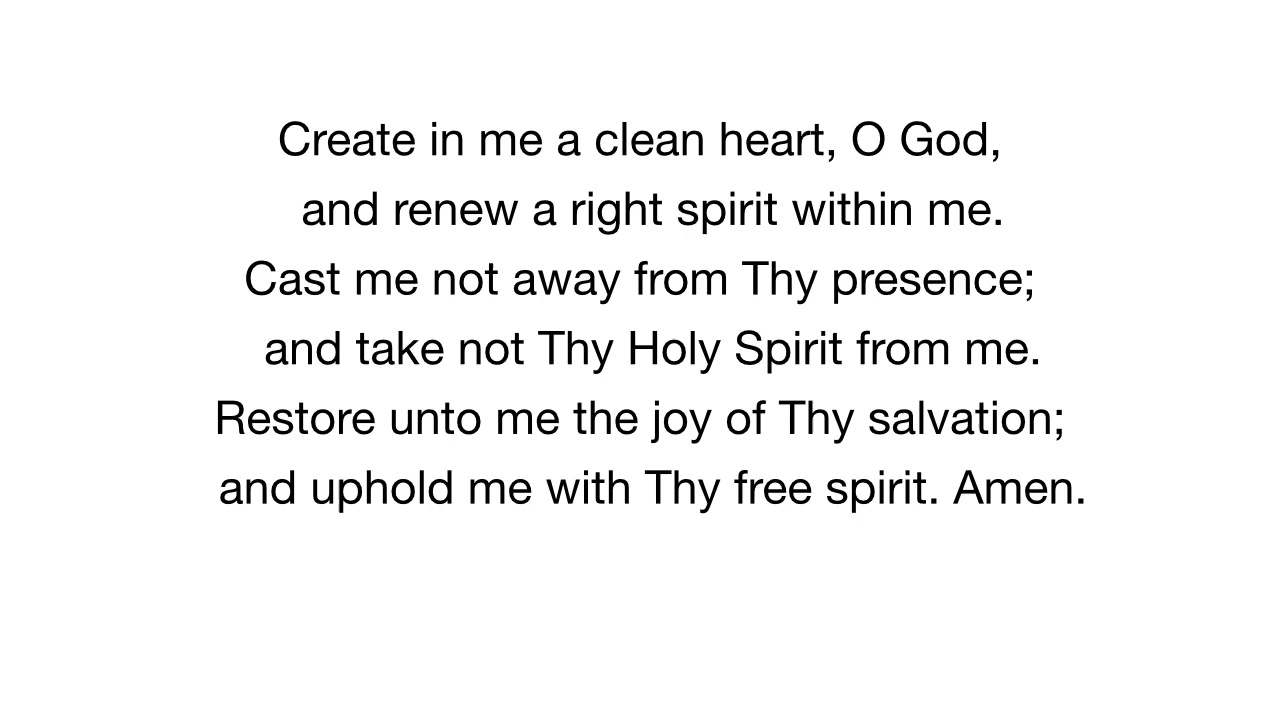 Create in me a clean heart, O God,
and renew a right spirit within me.
Cast me not away from Thy presence;
and take not Thy Holy Spirit from me.
Restore unto me the joy of Thy salvation;
and uphold me with Thy free spirit. Amen.